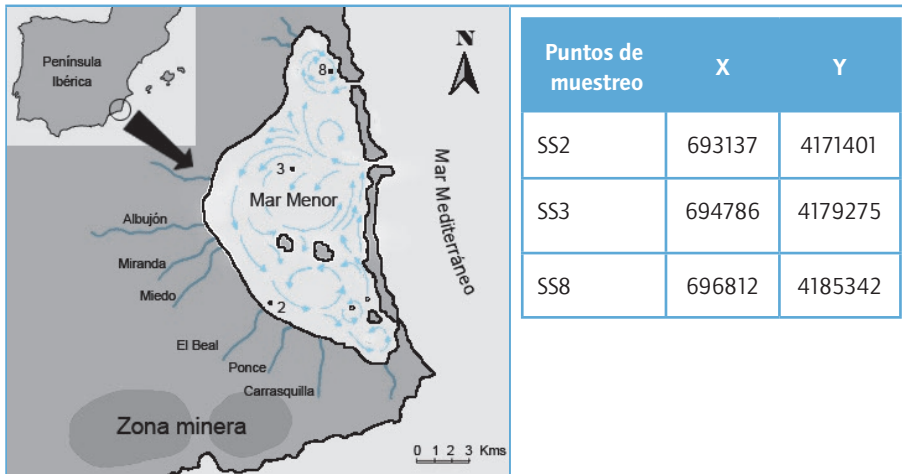 Península
Ibérica
N
8
3
Mar Menor
Mar Mediterráneo
Albujón
Miranda
Miedo
2
El Beal
Ponce
Carrasquilla
Zona minera
0 1 2 3 Kms
Puntos de
muestreo X Y
SS2 693137 4171401
SS3 694786 4179275
SS8 696812 4185342